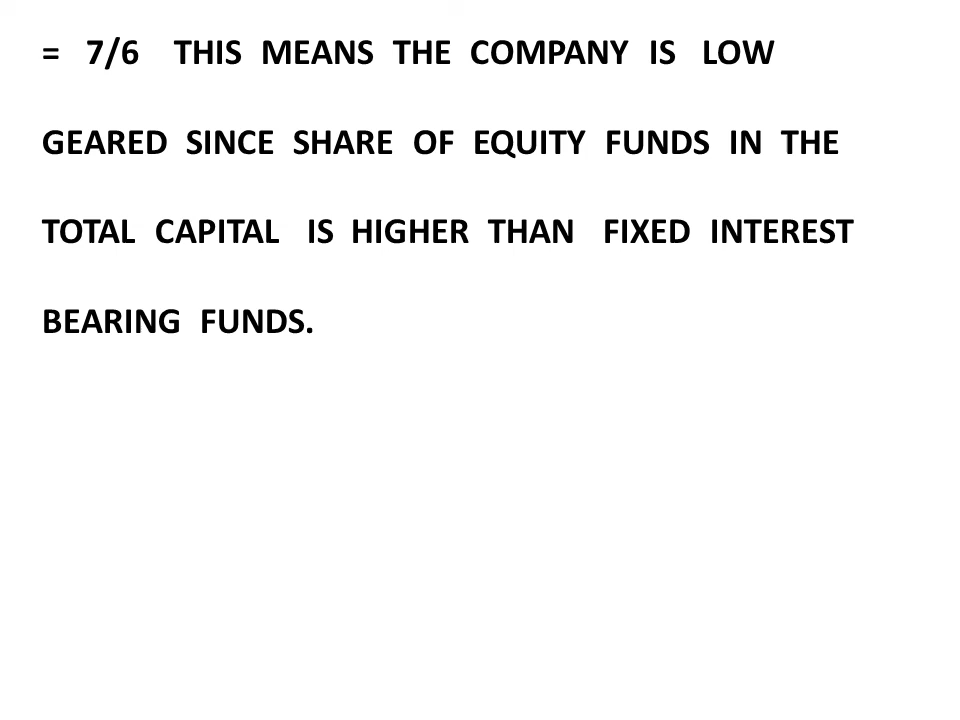 = 7/6 THIS MEANS THE COMPANY IS LOW
GEARED SINCE SHARE OF EQUITY FUNDS IN THE
TOTAL CAPITAL IS HIGHER THAN FIXED INTEREST
BEARING FUNDS.